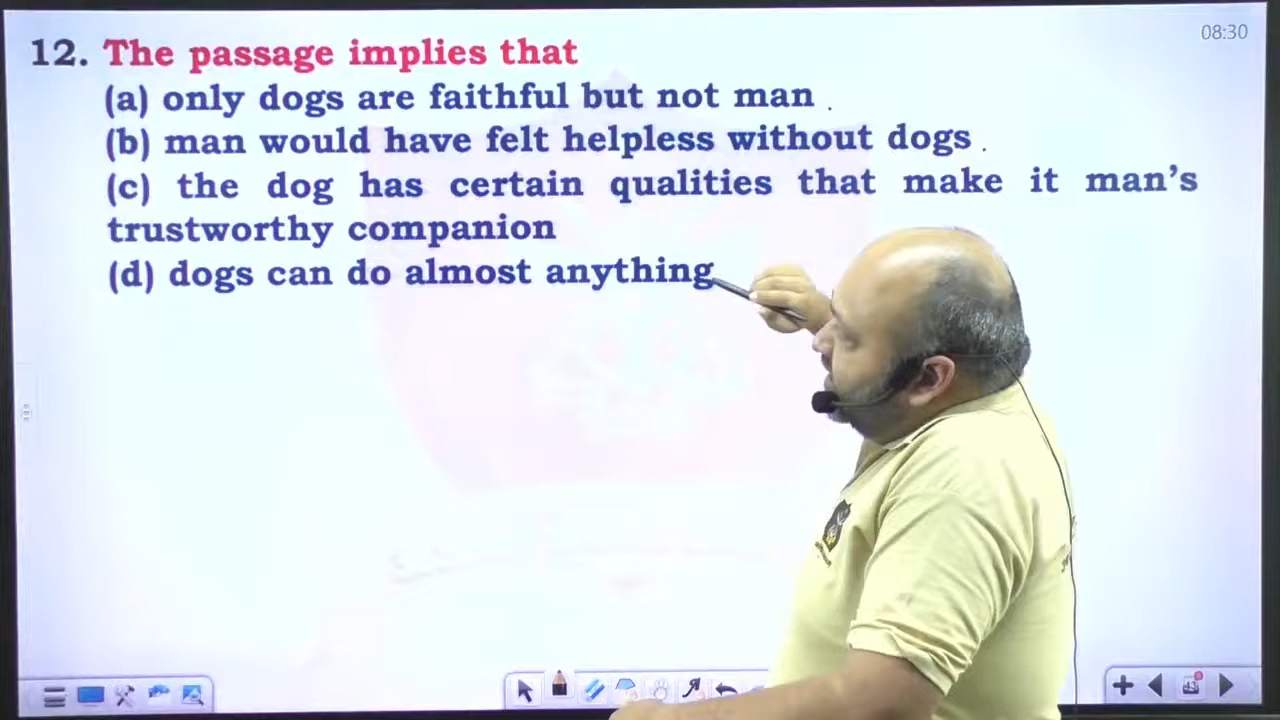 08:30
12. The passage implies that
(a) only dogs are faithful but not man .
(b) man would have felt helpless without dogs .
(c) the dog has certain qualities that make it man's
trustworthy companion
(d) dogs can do almost anything
43